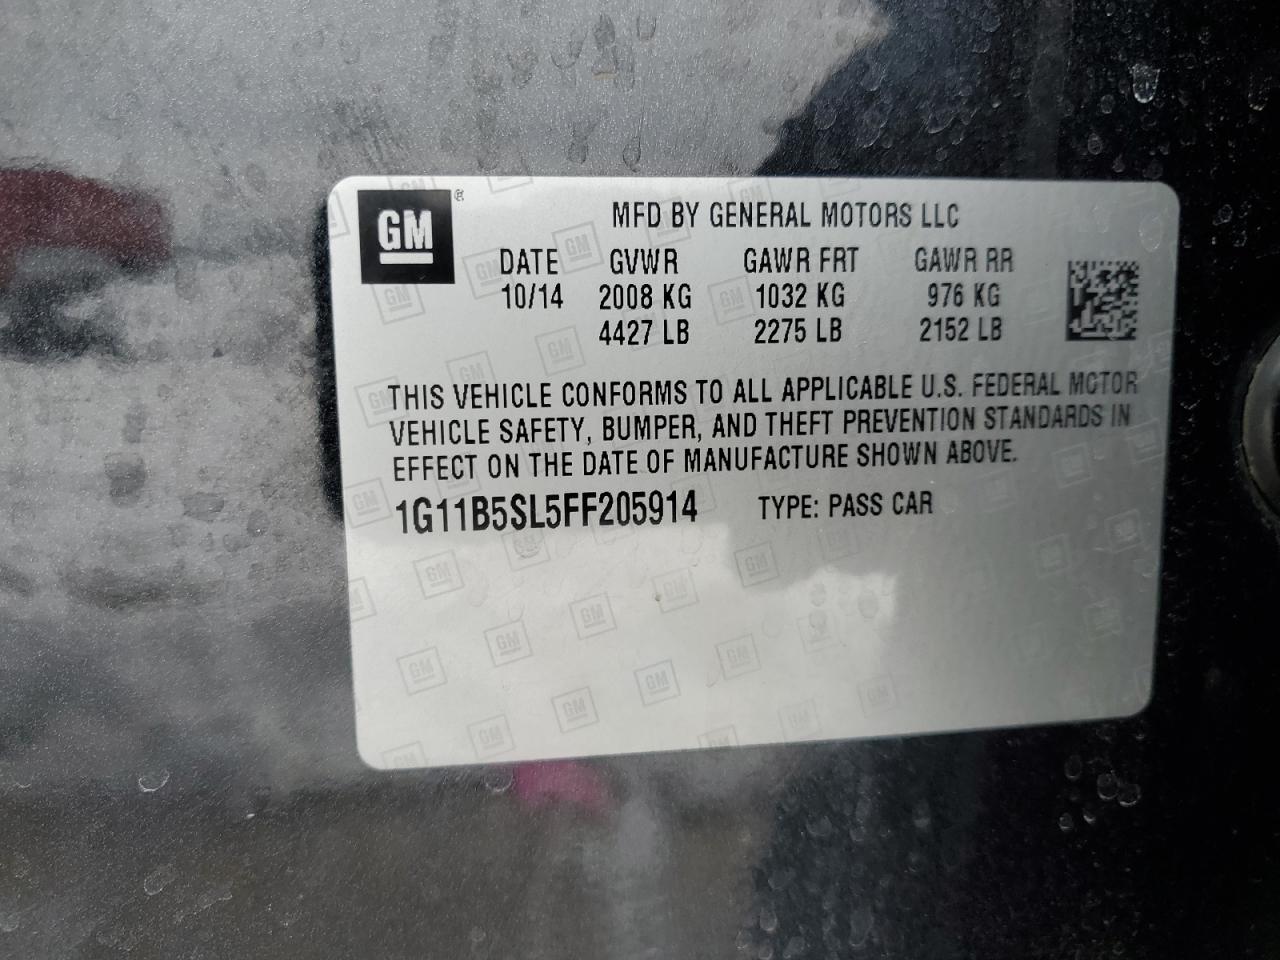 GM ®
MFD BY GENERAL MOTORS LLC
DATE GVWR GAWR FRT GAWR RR
10/14 2008 KG 1032 KG 976 KG
4427 LB 2275 LB 2152 LB
THIS VEHICLE CONFORMS TO ALL APPLICABLE U.S. FEDERAL MOTOR
VEHICLE SAFETY, BUMPER, AND THEFT PREVENTION STANDARDS IN
EFFECT ON THE DATE OF MANUFACTURE SHOWN ABOVE.
1G11B5SL5FF205914 TYPE: PASS CAR